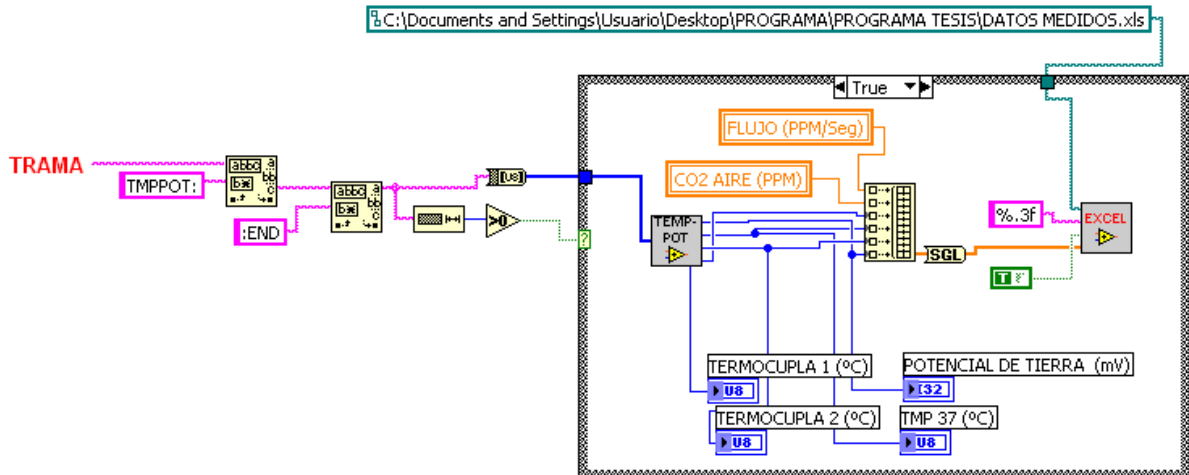 C:\Documents and Settings\Usuario\Desktop\PROGRAMA\PROGRAMA TESIS\DATOS MEDIDOS.xls
True
FLUJO (PPM/Seg)
TRAMA
TMPPOT:
[U8]
CO2 AIRE (PPM)
:END
>0
?
TEMP-
POT
%.3f
EXCEL
SGL
T
TERMOCUPLA 1 (ºC)
U8
POTENCIAL DE TIERRA (mV)
I32
TERMOCUPLA 2 (ºC)
U8
TMP 37 (ºC)
U8